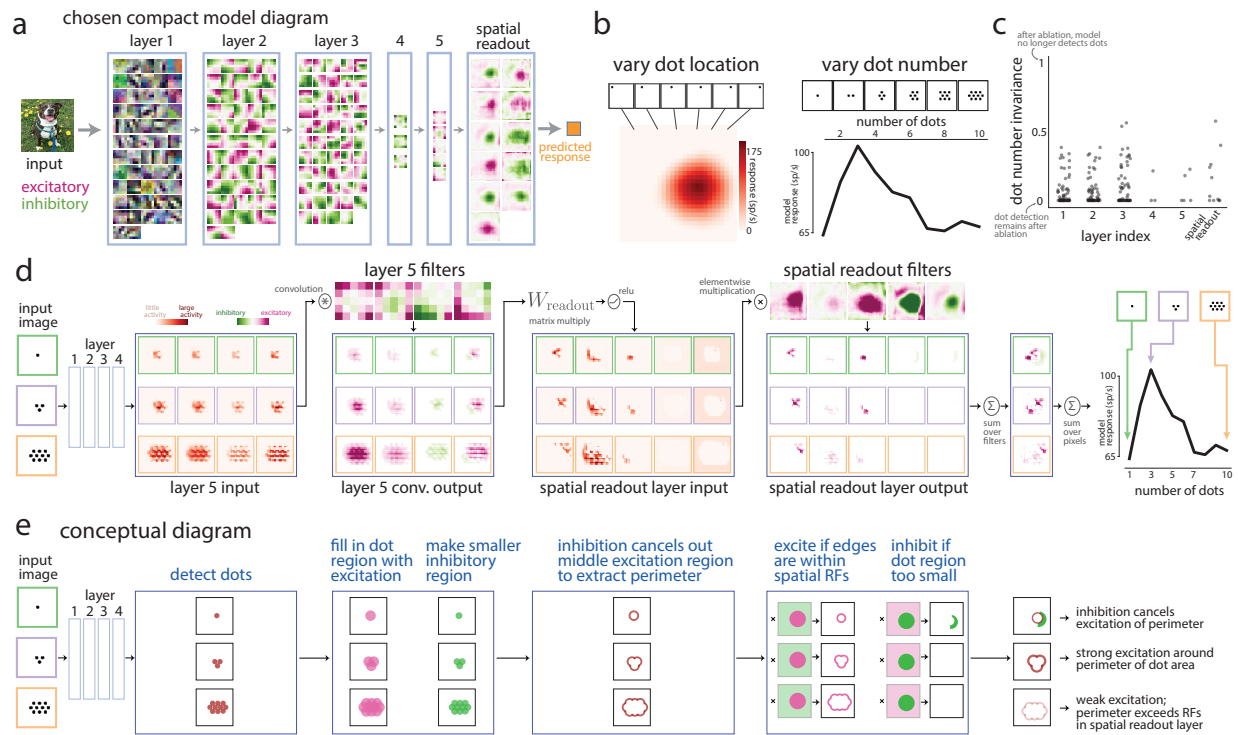 a
chosen compact model diagram
layer 1
layer 2
layer 3
4
5
spatial
readout
input
excitatory
inhibitory
predicted
response
b
vary dot location
175
response (sp/s)
0
vary dot number
number of dots
2
4
6
8
10
100
model
response (sp/s)
65
c
after ablation, model
no longer detects dots
1
dot number invariance
0.5
0
dot detection
remains after
ablation
1
2
3
4
5
spatial
readout
layer index
d
input
image
layer
1 2 3 4
little
activity
large
activity
inhibitory
excitatory
layer 5 input
convolution
*
layer 5 filters
layer 5 conv. output
W readout
matrix multiply
relu
spatial readout layer input
elementwise
multiplication
×
spatial readout filters
spatial readout layer output
Σ
sum
over
filters
Σ
sum
over
pixels
100
model
response (sp/s)
65
1
3
5
7
10
number of dots
e
conceptual diagram
input
image
layer
1 2 3 4
detect dots
fill in dot
region with
excitation
make smaller
inhibitory
region
inhibition cancels out
middle excitation region
to extract perimeter
excite if edges
are within
spatial RFs
inhibit if
dot region
too small
×
×
×
×
×
×
inhibition cancels
excitation of perimeter
strong excitation around
perimeter of dot area
weak excitation;
perimeter exceeds RFs
in spatial readout layer